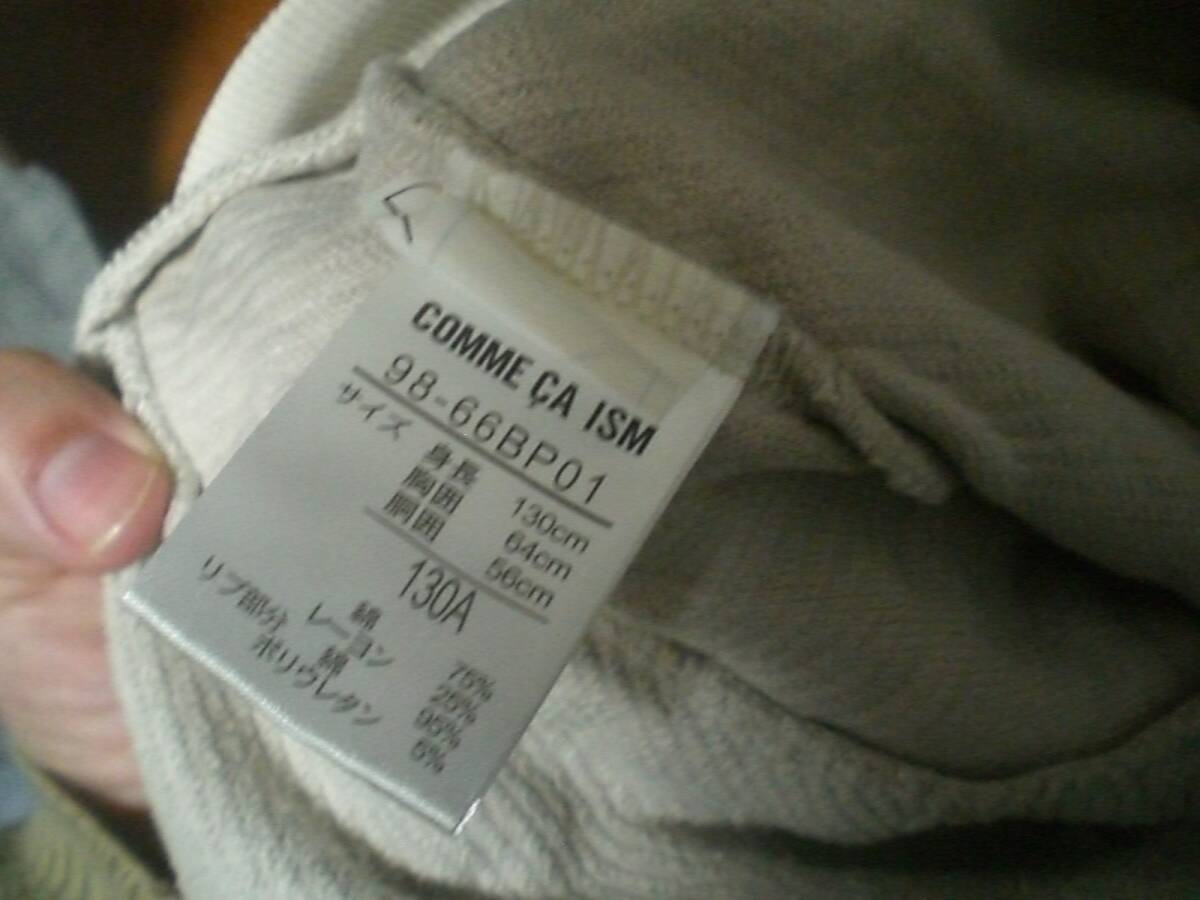 COMME ÇA ISM
98-66BP01
サイズ
身長 130cm
胸囲 64cm
胴囲 56cm
130A
綿 75%
レーヨン 25%
リブ部分 綿 95%
ポリウレタン 5%